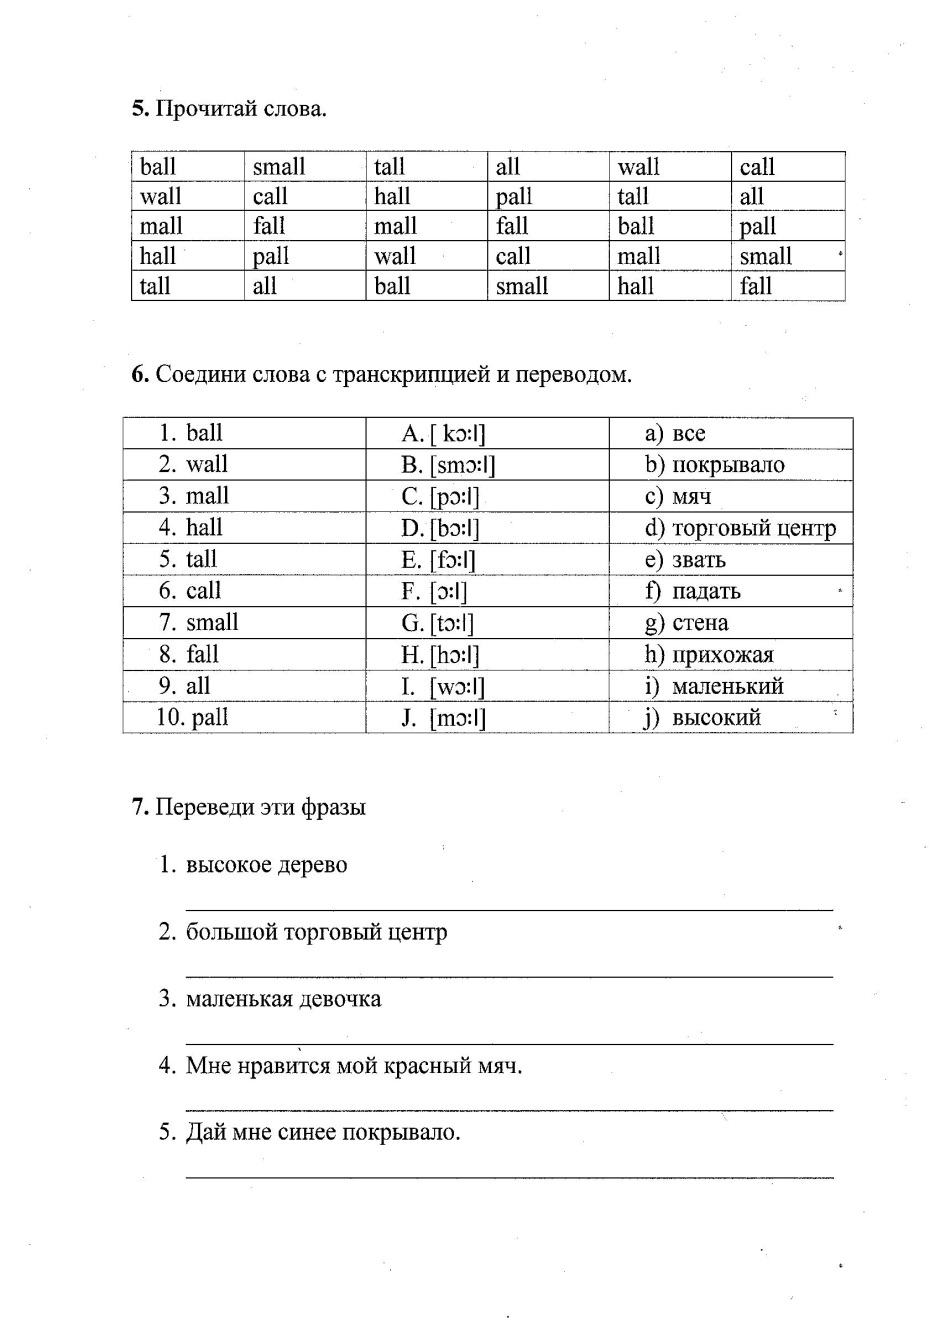 5. Прочитай слова.
ball small tall all wall call
wall call hall pall tall all
mall fall mall fall ball pall
hall pall wall call mall small
tall all ball small hall fall
6. Соедини слова с транскрипцией и переводом.
1. ball A. [ kɔ:l] a) все
2. wall B. [smɔ:l] b) покрывало
3. mall C. [pɔ:l] c) мяч
4. hall D. [bɔ:l] d) торговый центр
5. tall E. [fɔ:l] e) звать
6. call F. [ɔ:l] f) падать
7. small G. [tɔ:l] g) стена
8. fall H. [hɔ:l] h) прихожая
9. all I. [wɔ:l] i) маленький
10. pall J. [mɔ:l] j) высокий
7. Переведи эти фразы
1. высокое дерево
2. большой торговый центр
3. маленькая девочка
4. Мне нравится мой красный мяч.
5. Дай мне синее покрывало.